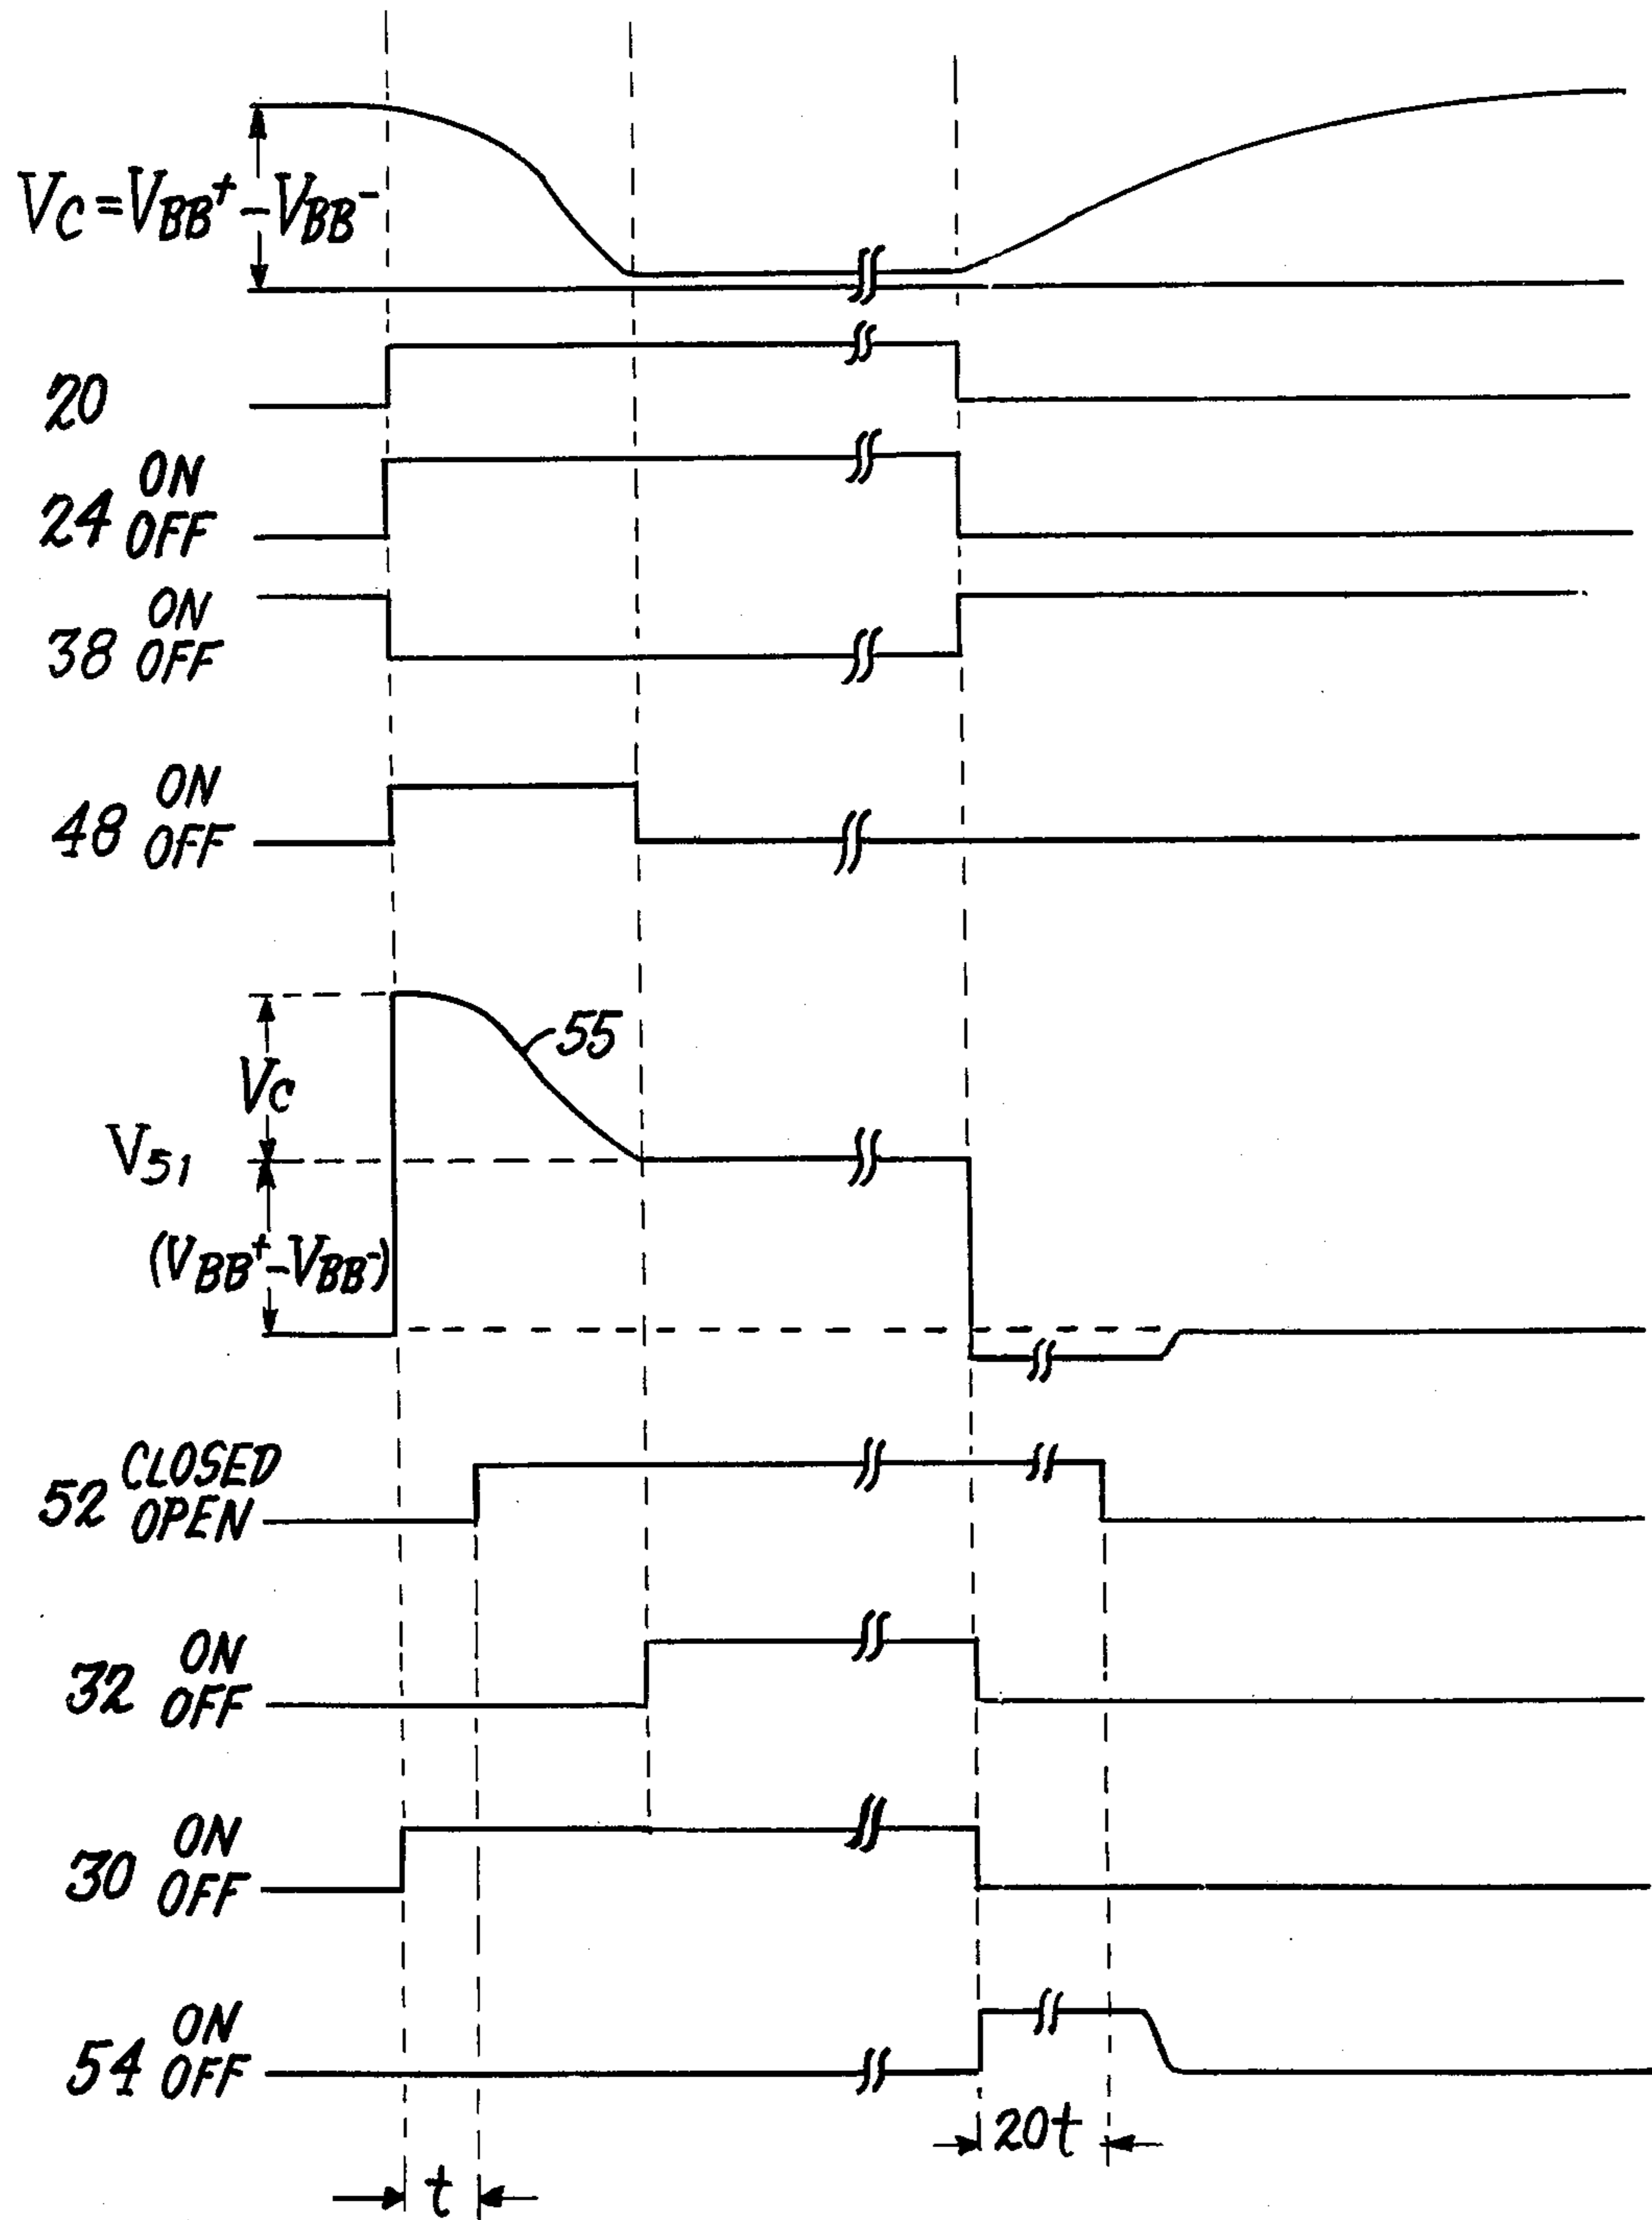 VC=VBB+-VBB-
20
24 ON
OFF
38 ON
OFF
48 ON
OFF
55
VC
V51
(VBB+-VBB-)
52 CLOSED
OPEN
32 ON
OFF
30 ON
OFF
54 ON
OFF
20t
t